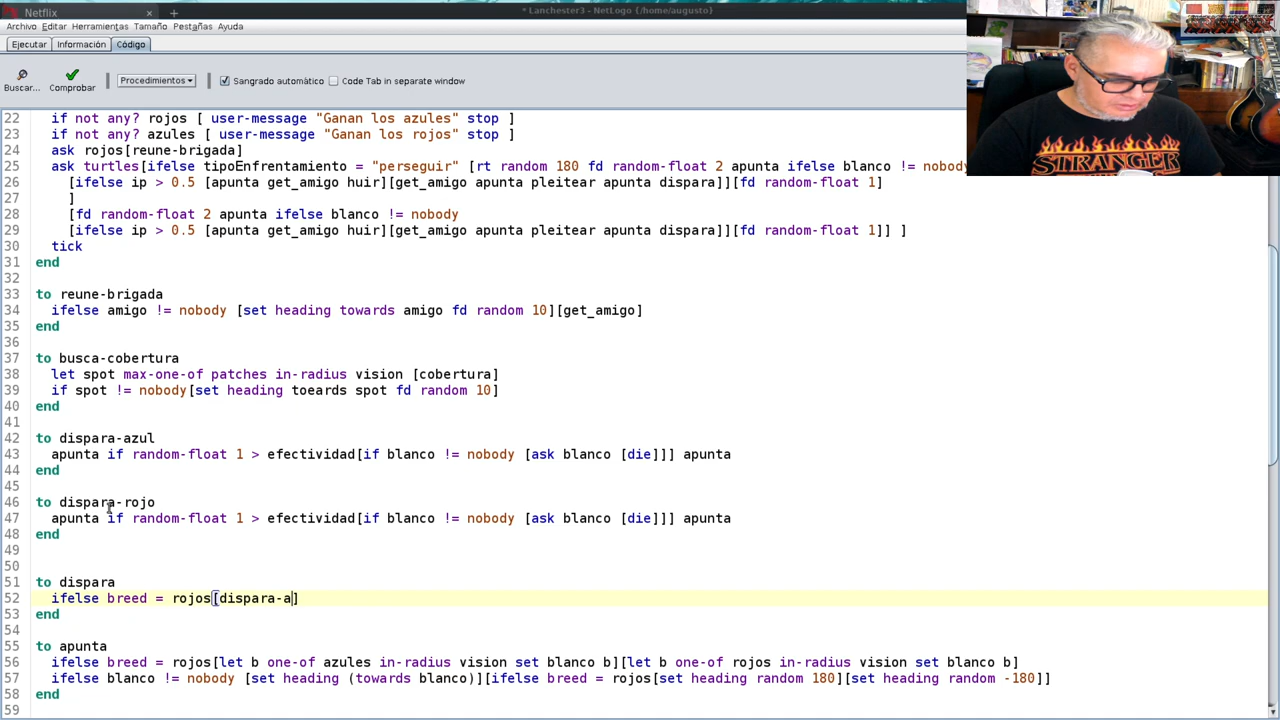 Netflix × +
* Lanchester3 - NetLogo {/home/augusto}
Archivo Editar Herramientas Tamaño Pestañas Ayuda
Ejecutar Información Código
Buscar... Comprobar Procedimientos Sangrado automático Code Tab in separate window
22 if not any? rojos [ user-message "Ganan los azules" stop ]
23 if not any? azules [ user-message "Ganan los rojos" stop ]
24 ask rojos[reune-brigada]
25 ask turtles[ifelse tipoEnfrentamiento = "perseguir" [rt random 180 fd random-float 2 apunta ifelse blanco != nobody
26 [ifelse ip > 0.5 [apunta get_amigo huir][get_amigo apunta pleitear apunta dispara]][fd random-float 1]
27 ]
28 [fd random-float 2 apunta ifelse blanco != nobody
29 [ifelse ip > 0.5 [apunta get_amigo huir][get_amigo apunta pleitear apunta dispara]][fd random-float 1]] ]
30 tick
31 end
32
33 to reune-brigada
34 ifelse amigo != nobody [set heading towards amigo fd random 10][get_amigo]
35 end
36
37 to busca-cobertura
38 let spot max-one-of patches in-radius vision [cobertura]
39 if spot != nobody[set heading toeards spot fd random 10]
40 end
41
42 to dispara-azul
43 apunta if random-float 1 > efectividad[if blanco != nobody [ask blanco [die]]] apunta
44 end
45
46 to dispara-rojo
47 apunta if random-float 1 > efectividad[if blanco != nobody [ask blanco [die]]] apunta
48 end
49
50
51 to dispara
52 ifelse breed = rojos[dispara-a]
53 end
54
55 to apunta
56 ifelse breed = rojos[let b one-of azules in-radius vision set blanco b][let b one-of rojos in-radius vision set blanco b]
57 ifelse blanco != nobody [set heading (towards blanco)][ifelse breed = rojos[set heading random 180][set heading random -180]]
58 end
59
STRANGER